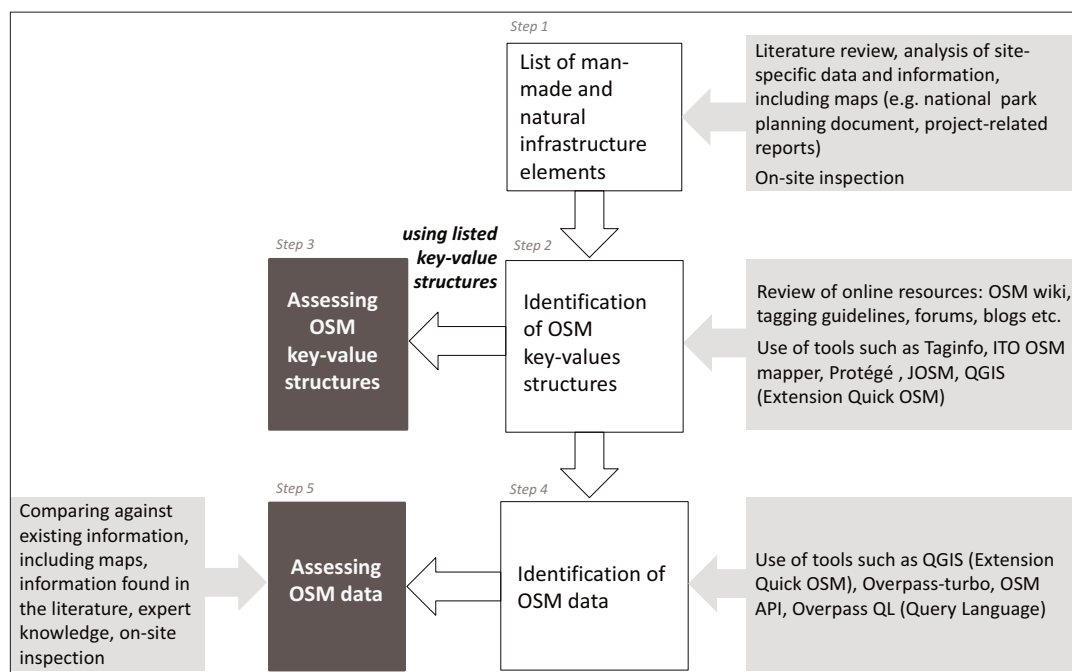 Step 1
List of man-
made and
natural
infrastructure
elements
Literature review, analysis of site-
specific data and information,
including maps (e.g. national park
planning document, project-related
reports)
On-site inspection
Step 3
using listed
key-value
structures
Step 2
Assessing
OSM
key-value
structures
Identification
of OSM
key-values
structures
Review of online resources: OSM wiki,
tagging guidelines, forums, blogs etc.
Use of tools such as Taginfo, ITO OSM
mapper, Protégé , JOSM, QGIS
(Extension Quick OSM)
Step 5
Step 4
Comparing against
existing information,
including maps,
information found in
the literature, expert
knowledge, on-site
inspection
Assessing
OSM data
Identification of
OSM data
Use of tools such as QGIS (Extension
Quick OSM), Overpass-turbo, OSM
API, Overpass QL (Query Language)